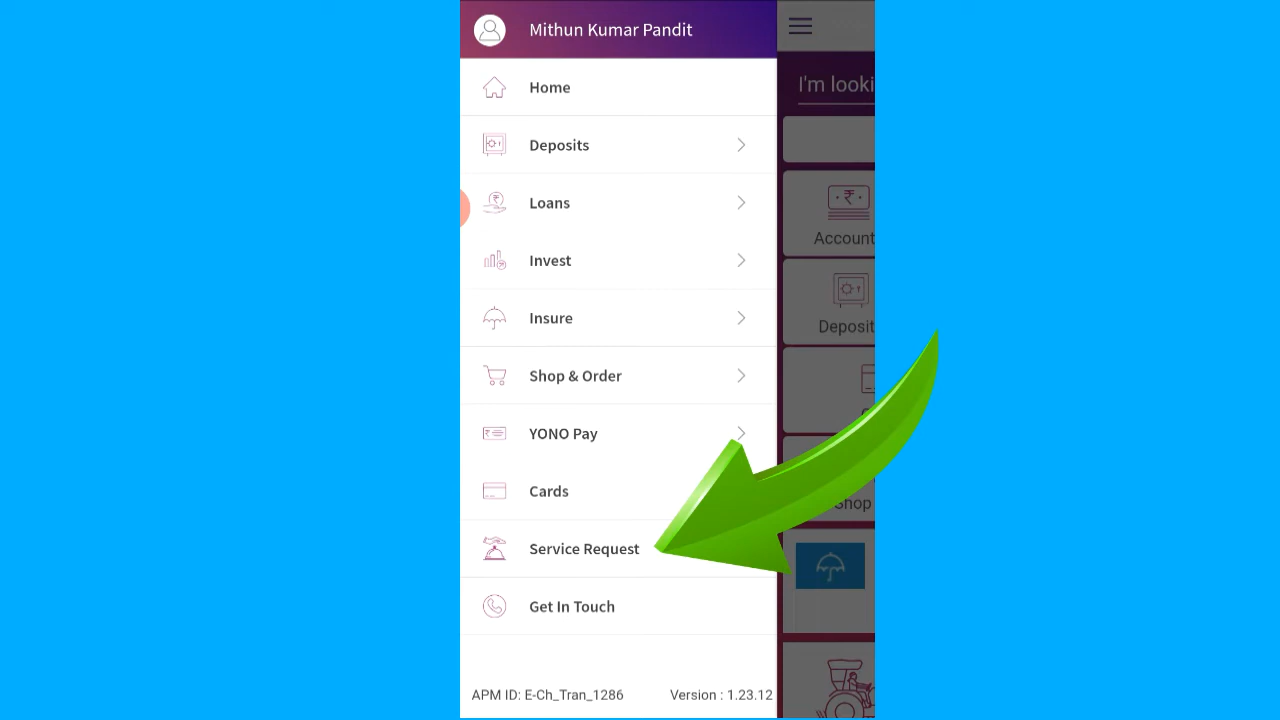 Mithun Kumar Pandit
I'm looki
Home
Deposits
Loans
Account
Invest
Insure
Deposit
Shop & Order
YONO Pay
Cards
Shop
Service Request
Get In Touch
APM ID: E-Ch_Tran_1286
Version : 1.23.12